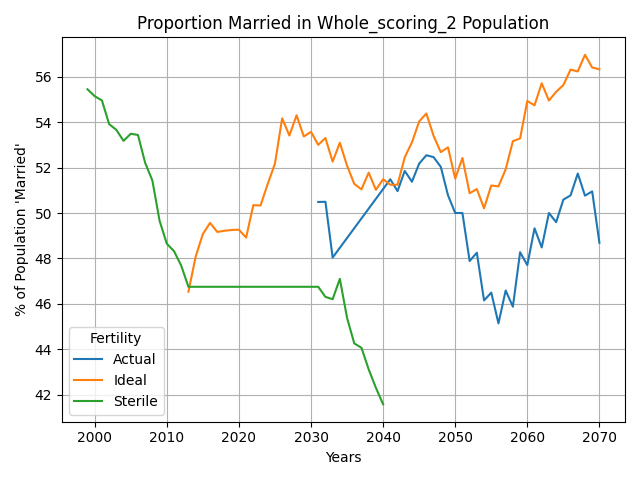 Proportion Married in Whole_scoring_2 Population
% of Population 'Married'
56
54
52
50
48
46
44
42
Fertility
Actual
Ideal
Sterile
2000 2010 2020 2030 2040 2050 2060 2070
Years